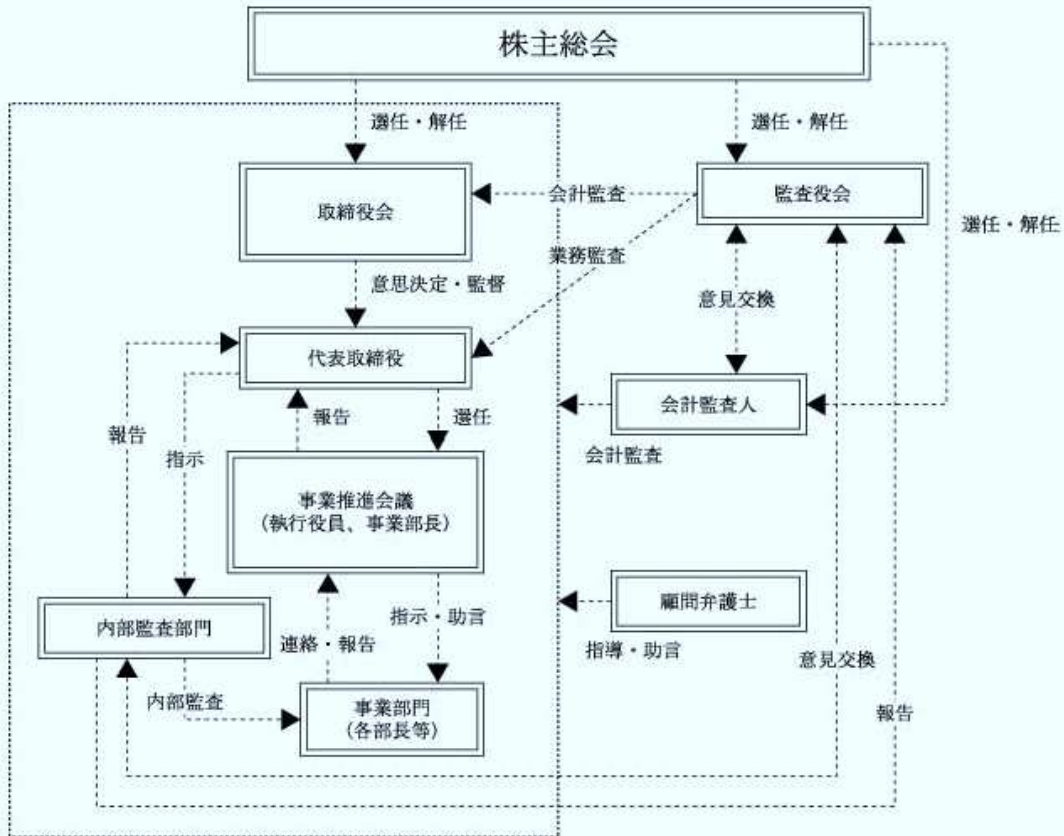 株主総会
選任・解任
選任・解任
取締役会
会計監査
監査役会
選任・解任
業務監査
意思決定・監督
意見交換
代表取締役
会計監査人
報告
選任
報告
指示
会計監査
事業推進会議
（執行役員、事業部長）
顧問弁護士
内部監査部門
指示・助言
連絡・報告
指導・助言
意見交換
内部監査
事業部門
（各部長等）
報告